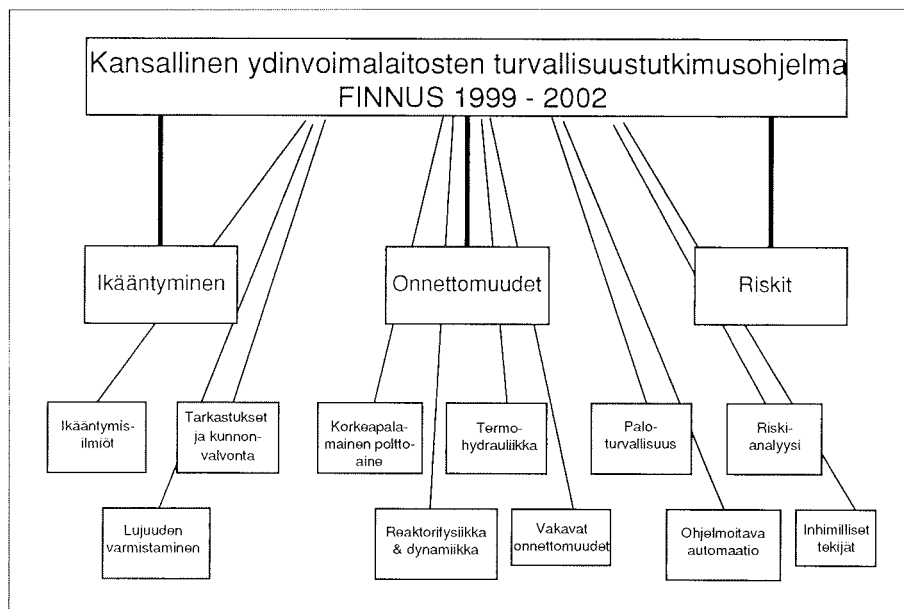 Kansallinen ydinvoimalaitosten turvallisuustutkimusohjelma
FINNUS 1999 - 2002
Ikääntyminen
Onnettomuudet
Riskit
Ikääntymis-
ilmiöt
Tarkastukset
ja kunnon-
valvonta
Korkeapala-
mainen poltto-
aine
Termo-
hydrauliikka
Palo-
turvallisuus
Riski-
analyysi
Lujuuden
varmistaminen
Reaktorifysiikka
& dynamiikka
Vakavat
onnettomuudet
Ohjelmoitava
automaatio
Inhimilliset
tekijät